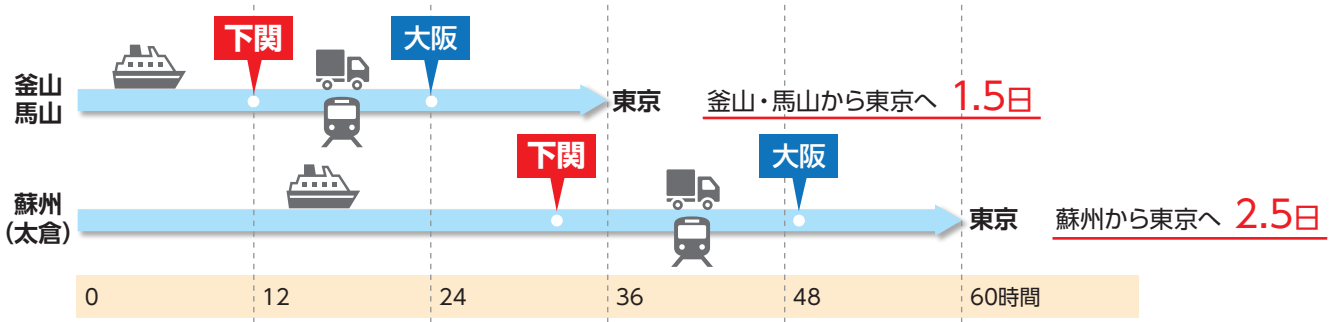 下関
大阪
釜山
馬山
東京
釜山・馬山から東京へ 1.5日
下関
大阪
蘇州
(太倉)
東京
蘇州から東京へ 2.5日
0 12 24 36 48 60時間